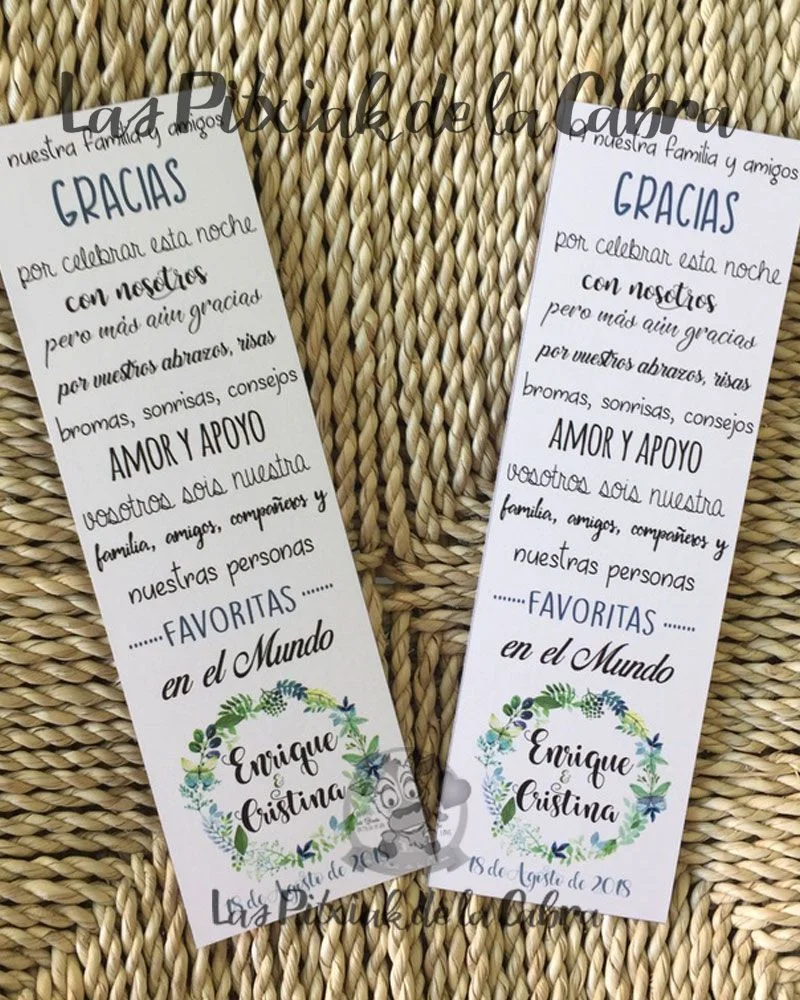 Las Pitxiak de la Cabra
nuestra familia y amigos
GRACIAS
por celebrar esta noche
con nosotros
pero más aún gracias
por vuestros abrazos, risas
bromas, sonrisas, consejos
AMOR Y APOYO
vosotros sois nuestra
familia, amigos, compañeros y
nuestras personas
.......FAVORITAS.......
en el Mundo
Enrique
&
Cristina
18 de Agosto de 2018
a nuestra familia y amigos
GRACIAS
por celebrar esta noche
con nosotros
pero más aún gracias
por vuestros abrazos, risas
bromas, sonrisas, consejos
AMOR Y APOYO
vosotros sois nuestra
familia, amigos, compañeros y
nuestras personas
.......FAVORITAS.......
en el Mundo
Enrique
&
Cristina
18 de Agosto de 2018
Las Pitxiak de la Cabra